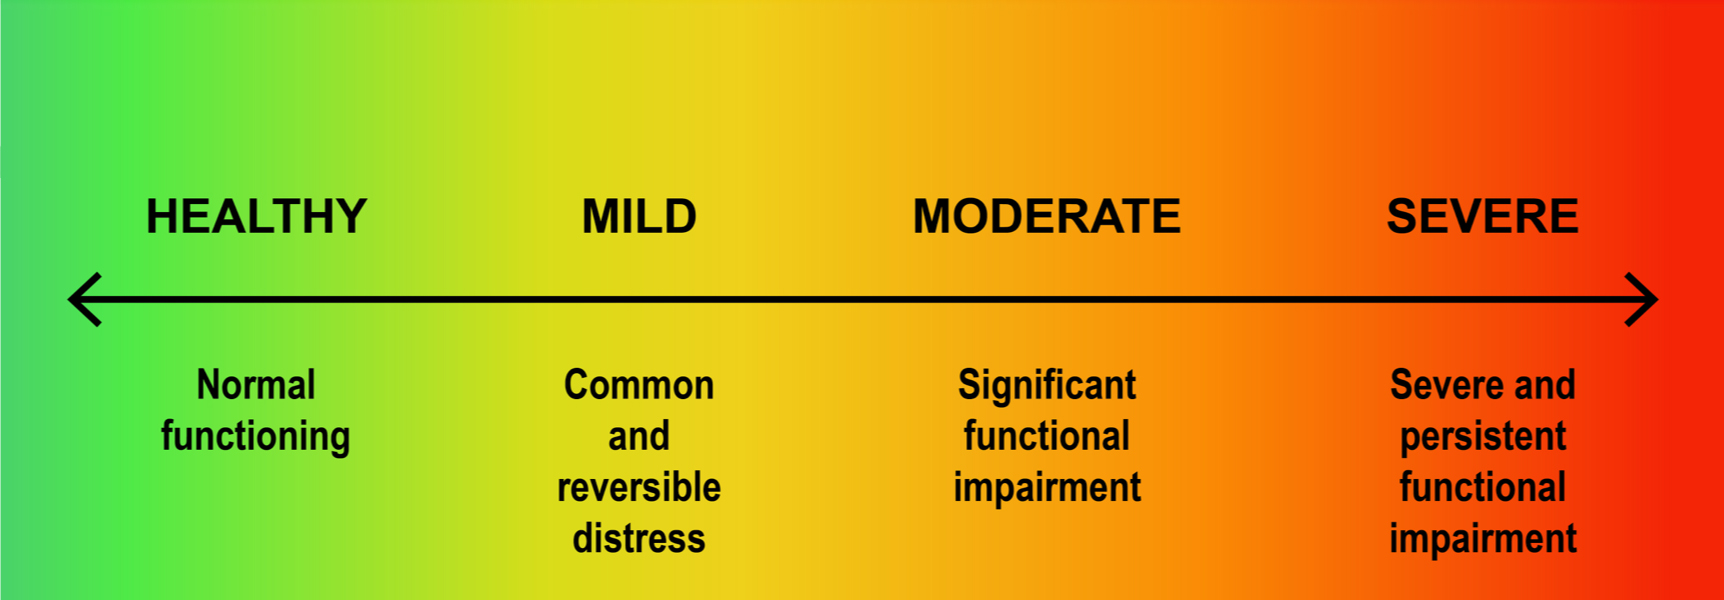 HEALTHY MILD MODERATE SEVERE
Normal
functioning
Common
and
reversible
distress
Significant
functional
impairment
Severe and
persistent
functional
impairment